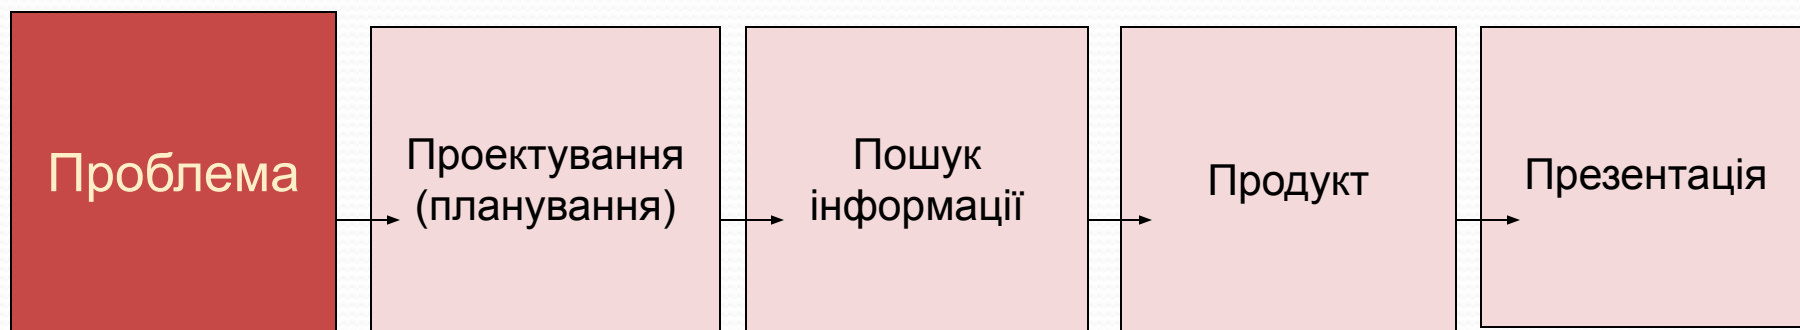 Проблема
Проектування
(планування)
Пошук
інформації
Продукт
Презентація